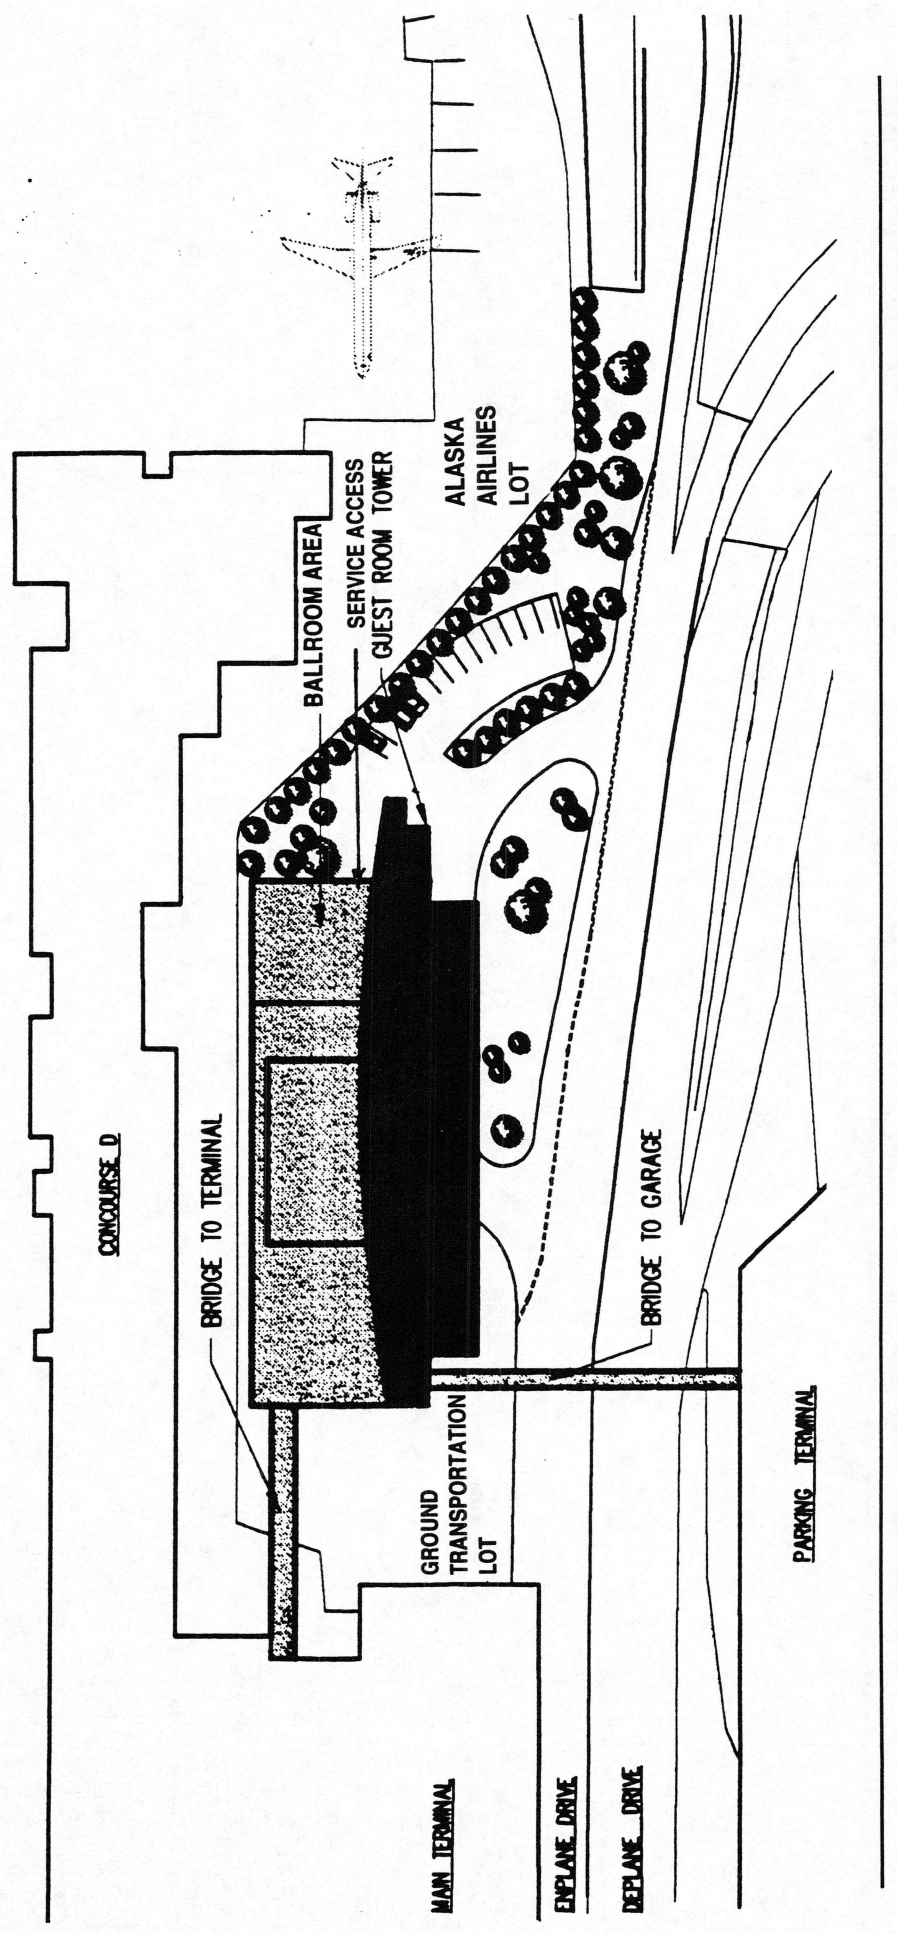 CONCOURSE D
BRIDGE TO TERMINAL
BALLROOM AREA
SERVICE ACCESS
GUEST ROOM TOWER
ALASKA
AIRLINES
LOT
GROUND
TRANSPORTATION
LOT
BRIDGE TO GARAGE
MAIN TERMINAL
ENPLANE DRIVE
DEPLANE DRIVE
PARKING TERMINAL